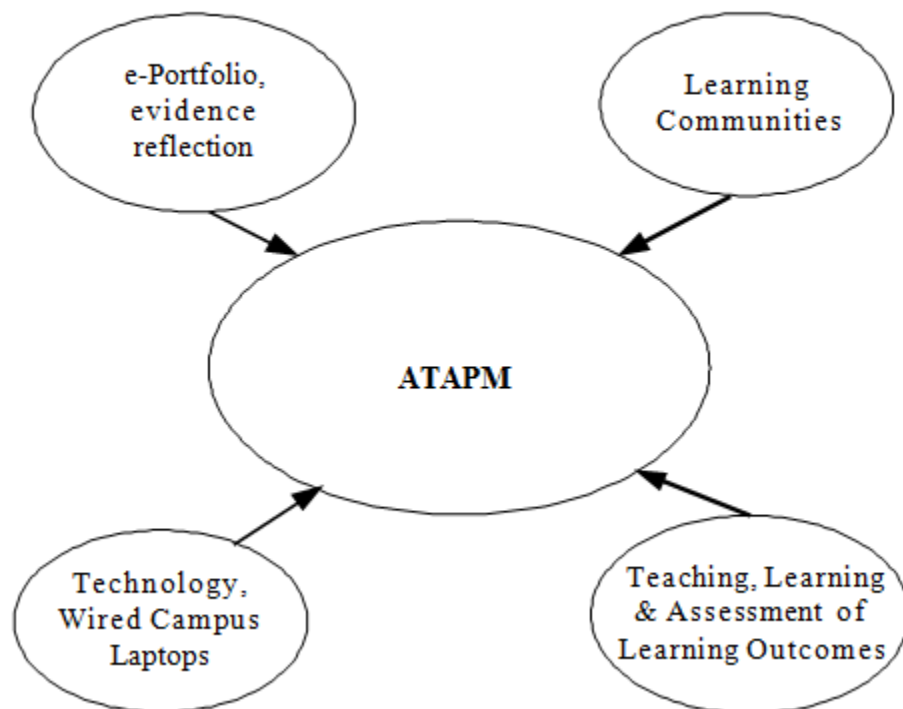 e-Portfolio,
evidence
reflection
Learning
Communities
ATAPM
Technology,
Wired Campus
Laptops
Teaching, Learning
& Assessment of
Learning Outcomes